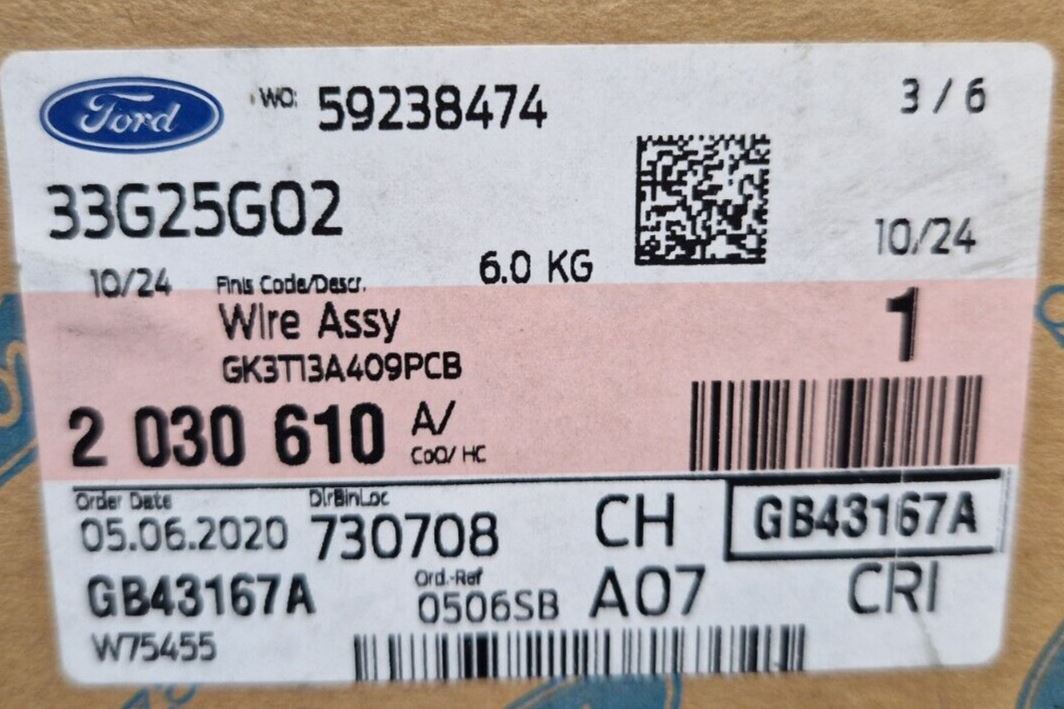 Ford WO: 59238474 3 / 6
33G25G02 10/24
10/24 Finis Code/Descr. 6.0 KG
Wire Assy 1
GK3T13A409PCB
2 030 610 A/
CoO/ HC
Order Date DlrBinLoc
05.06.2020 730708 CH GB43167A
GB43167A Ord.-Ref 0506SB A07 CRI
W75455